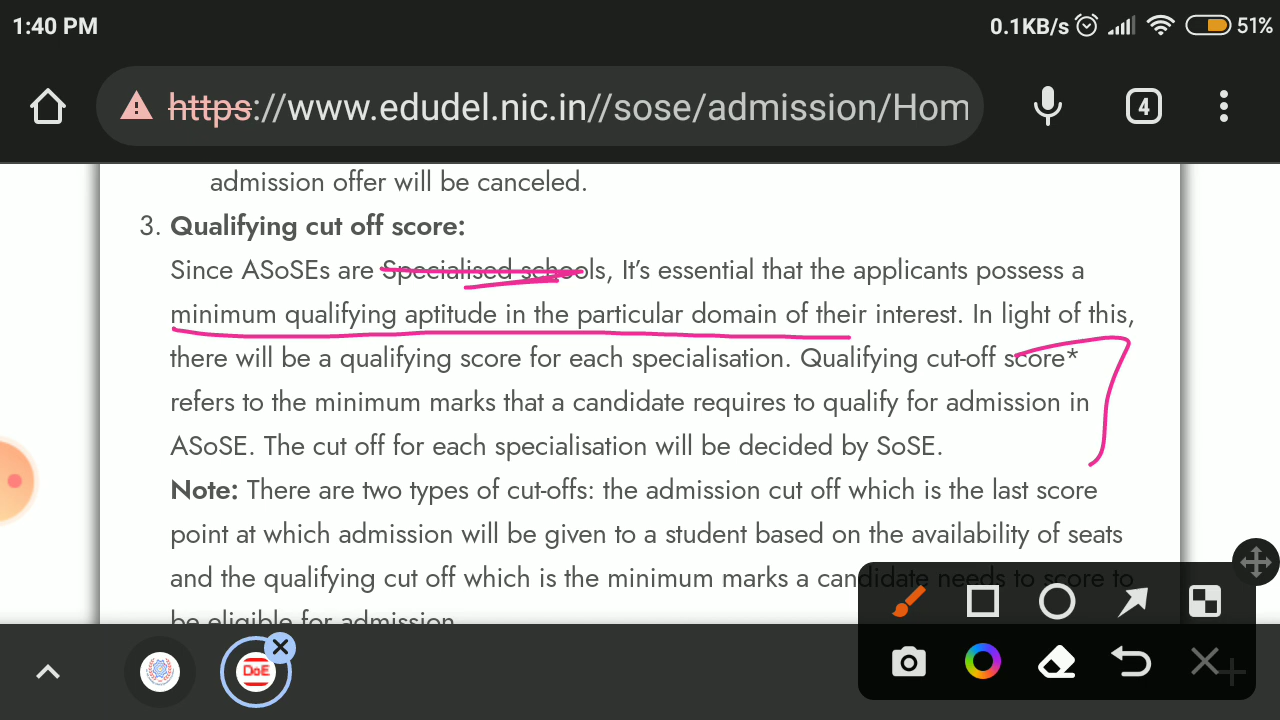 1:40 PM
0.1KB/s
51%
https://www.edudel.nic.in//sose/admission/Hom
4
admission offer will be canceled.
3. Qualifying cut off score:
Since ASoSEs are Specialised schools, It’s essential that the applicants possess a
minimum qualifying aptitude in the particular domain of their interest. In light of this,
there will be a qualifying score for each specialisation. Qualifying cut-off score*
refers to the minimum marks that a candidate requires to qualify for admission in
ASoSE. The cut off for each specialisation will be decided by SoSE.
Note: There are two types of cut-offs: the admission cut off which is the last score
point at which admission will be given to a student based on the availability of seats
and the qualifying cut off which is the minimum marks a candidate needs to score to
be eligible for admission
DoE